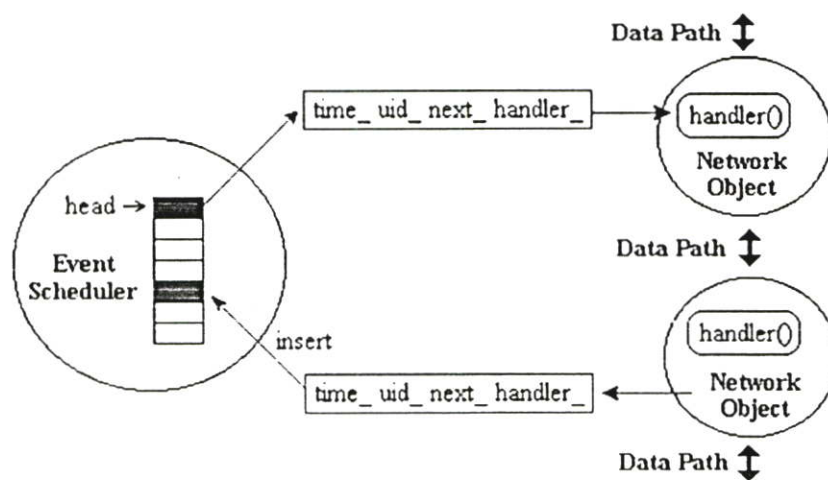 Data Path
time_ uid_ next_ handler_
handler()
Network
Object
head
Event
Scheduler
Data Path
insert
handler()
time_ uid_ next_ handler_
Network
Object
Data Path